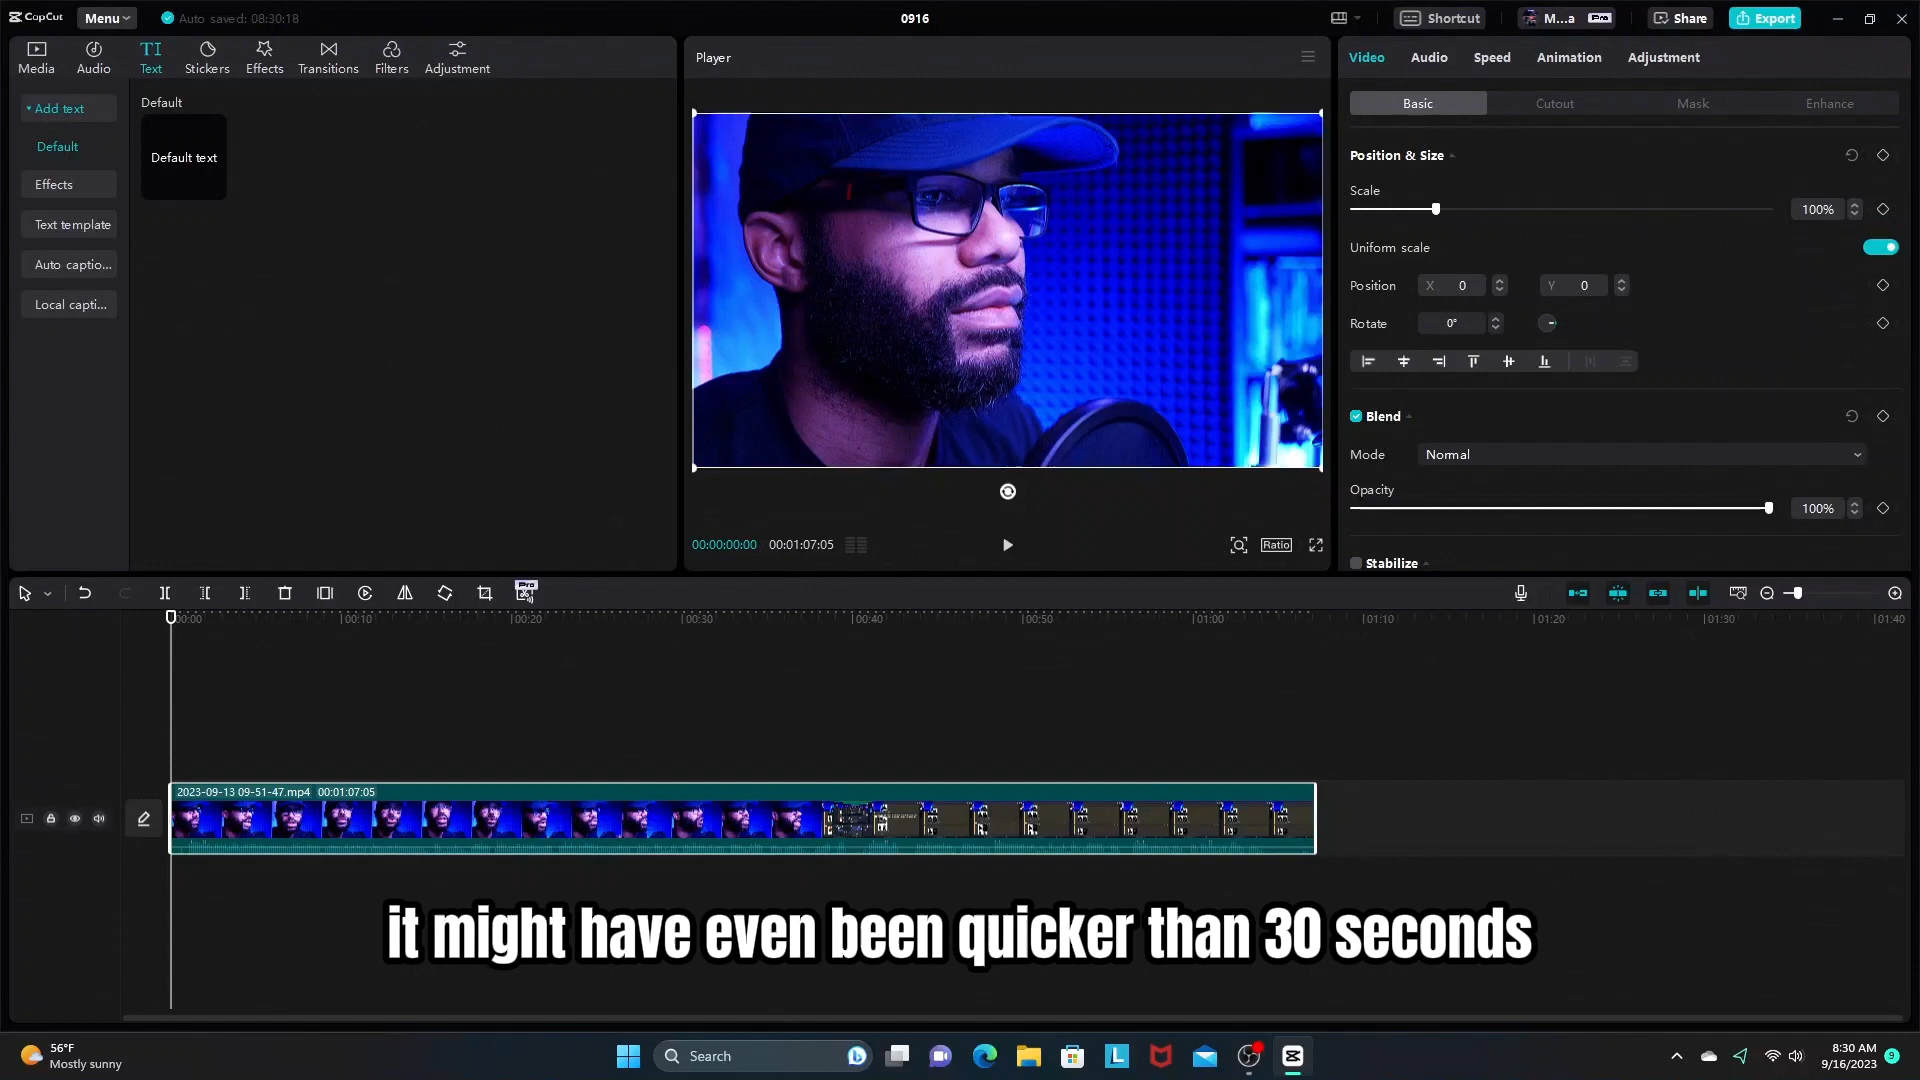 CapCut
Menu
Auto saved: 08:30:18
0916
Shortcut
M...a
Pro
Share
Export
Media
Audio
TI
Text
Stickers
Effects
Transitions
Filters
Adjustment
Add text
Default
Effects
Text template
Auto captio...
Local capti...
Default
Default text
Player
00:00:00:00
00:01:07:05
Ratio
Video
Audio
Speed
Animation
Adjustment
Basic
Cutout
Mask
Enhance
Position & Size
Scale
100%
Uniform scale
Position
X 0
Y 0
Rotate
0°
Blend
Mode
Normal
Opacity
100%
Stabilize
Pro
00:00
00:10
00:20
00:30
00:40
00:50
01:00
01:10
01:20
01:30
01:40
2023-09-13 09-51-47.mp4 00:01:07:05
it might have even been quicker than 30 seconds
56°F
Mostly sunny
Search
L
8:30 AM
9/16/2023
9